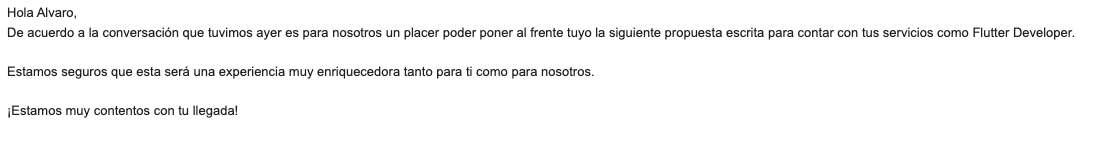 Hola Alvaro,
De acuerdo a la conversación que tuvimos ayer es para nosotros un placer poder poner al frente tuyo la siguiente propuesta escrita para contar con tus servicios como Flutter Developer.
Estamos seguros que esta será una experiencia muy enriquecedora tanto para ti como para nosotros.
¡Estamos muy contentos con tu llegada!